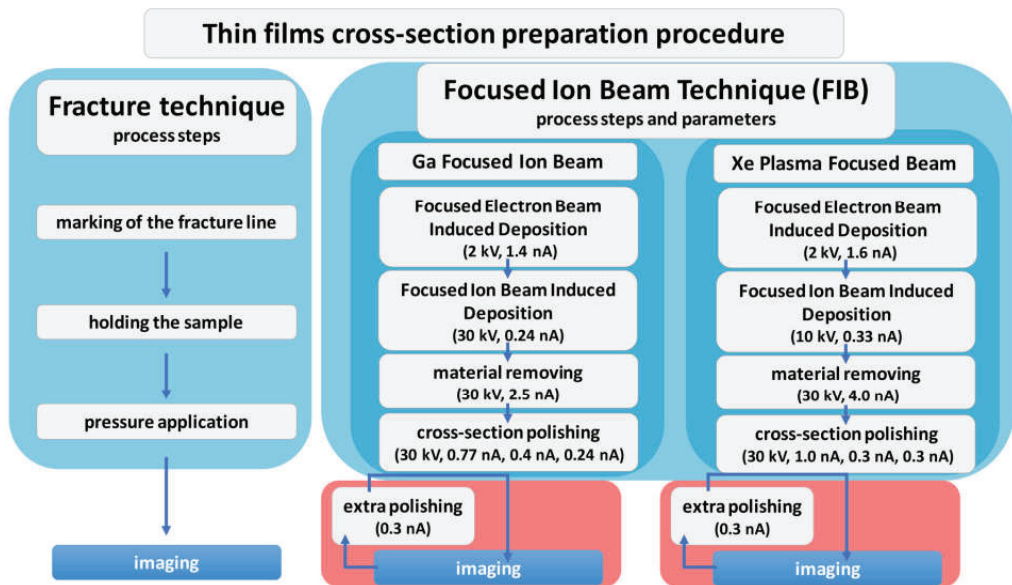 Thin films cross-section preparation procedure
Fracture technique
process steps
marking of the fracture line
holding the sample
pressure application
imaging
Focused Ion Beam Technique (FIB)
process steps and parameters
Ga Focused Ion Beam
Focused Electron Beam
Induced Deposition
(2 kV, 1.4 nA)
Focused Ion Beam Induced
Deposition
(30 kV, 0.24 nA)
material removing
(30 kV, 2.5 nA)
cross-section polishing
(30 kV, 0.77 nA, 0.4 nA, 0.24 nA)
extra polishing
(0.3 nA)
imaging
Xe Plasma Focused Beam
Focused Electron Beam
Induced Deposition
(2 kV, 1.6 nA)
Focused Ion Beam Induced
Deposition
(10 kV, 0.33 nA)
material removing
(30 kV, 4.0 nA)
cross-section polishing
(30 kV, 1.0 nA, 0.3 nA, 0.3 nA)
extra polishing
(0.3 nA)
imaging